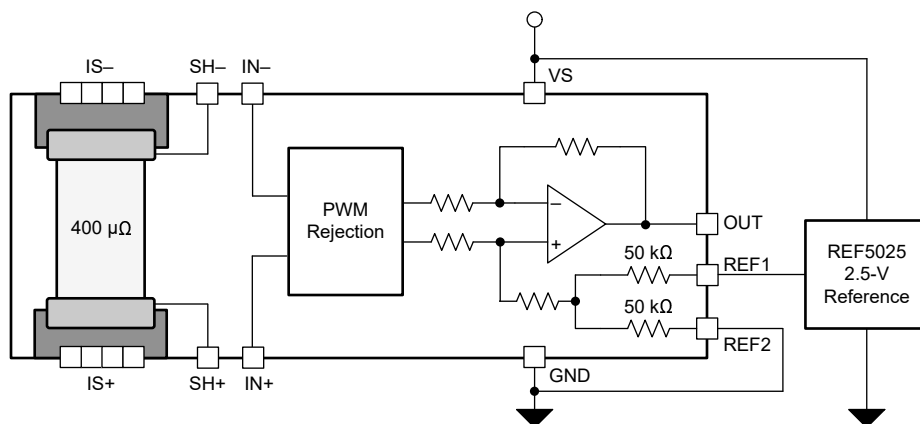 IS–
SH–
IN–
VS
400 µΩ
PWM
Rejection
–
+
OUT
50 kΩ
REF1
50 kΩ
REF2
REF5025
2.5-V
Reference
IS+
SH+
IN+
GND